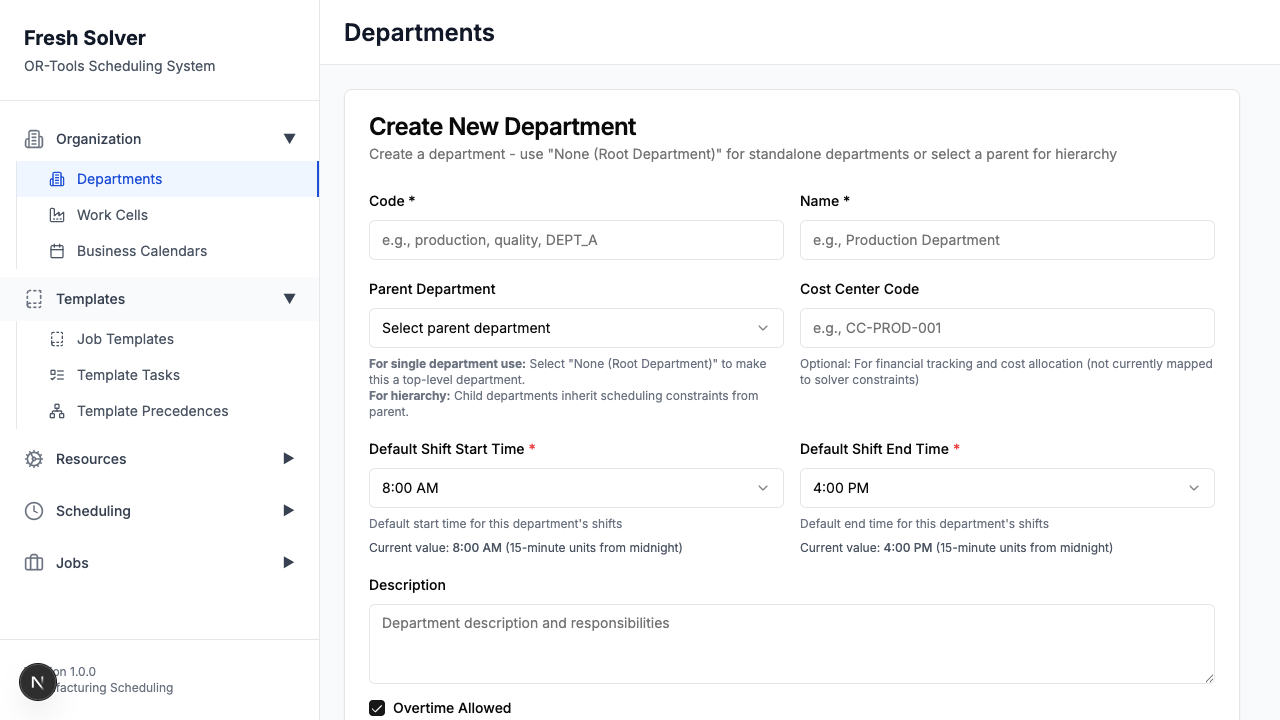 Fresh Solver
OR-Tools Scheduling System
Organization
Departments
Work Cells
Business Calendars
Templates
Job Templates
Template Tasks
Template Precedences
Resources
Scheduling
Jobs
on 1.0.0
facturing Scheduling
N
Departments
Create New Department
Create a department - use "None (Root Department)" for standalone departments or select a parent for hierarchy
Code *
e.g., production, quality, DEPT_A
Name *
e.g., Production Department
Parent Department
Select parent department
For single department use: Select "None (Root Department)" to make
this a top-level department.
For hierarchy: Child departments inherit scheduling constraints from
parent.
Cost Center Code
e.g., CC-PROD-001
Optional: For financial tracking and cost allocation (not currently mapped
to solver constraints)
Default Shift Start Time *
8:00 AM
Default start time for this department's shifts
Current value: 8:00 AM (15-minute units from midnight)
Default Shift End Time *
4:00 PM
Default end time for this department's shifts
Current value: 4:00 PM (15-minute units from midnight)
Description
Department description and responsibilities
Overtime Allowed